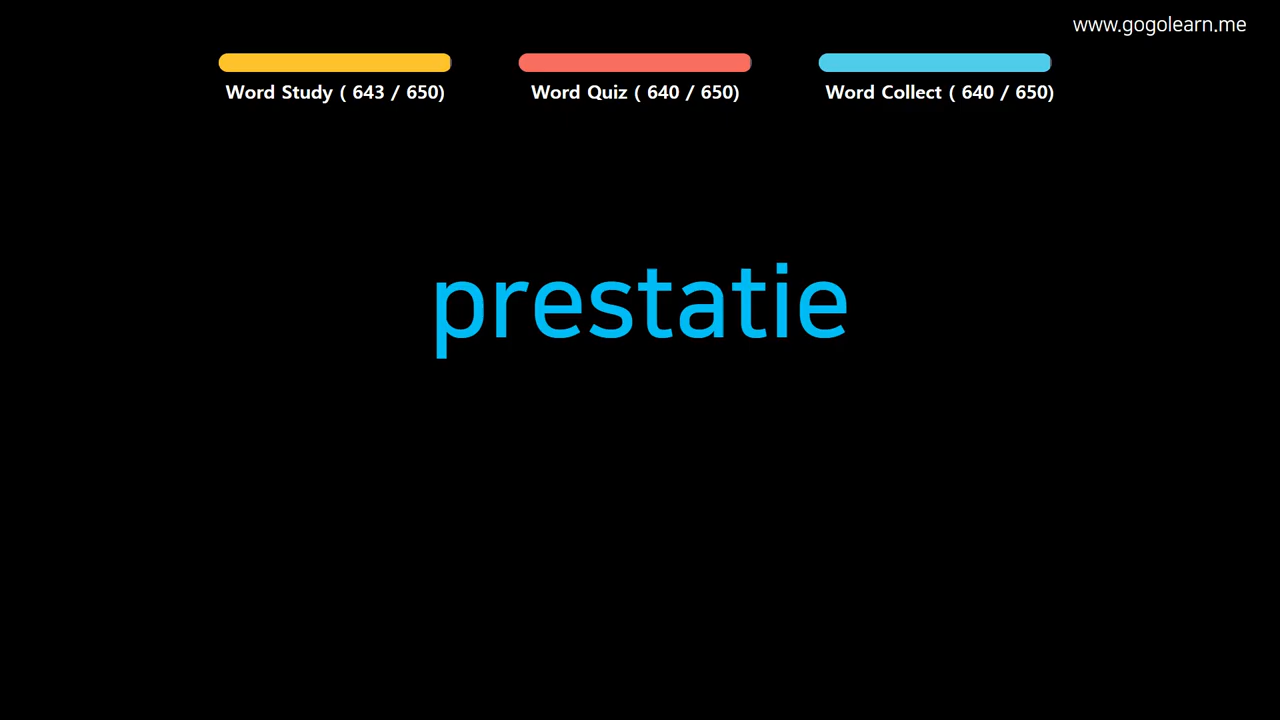 www.gogolearn.me
Word Study ( 643 / 650)
Word Quiz ( 640 / 650)
Word Collect ( 640 / 650)
prestatie